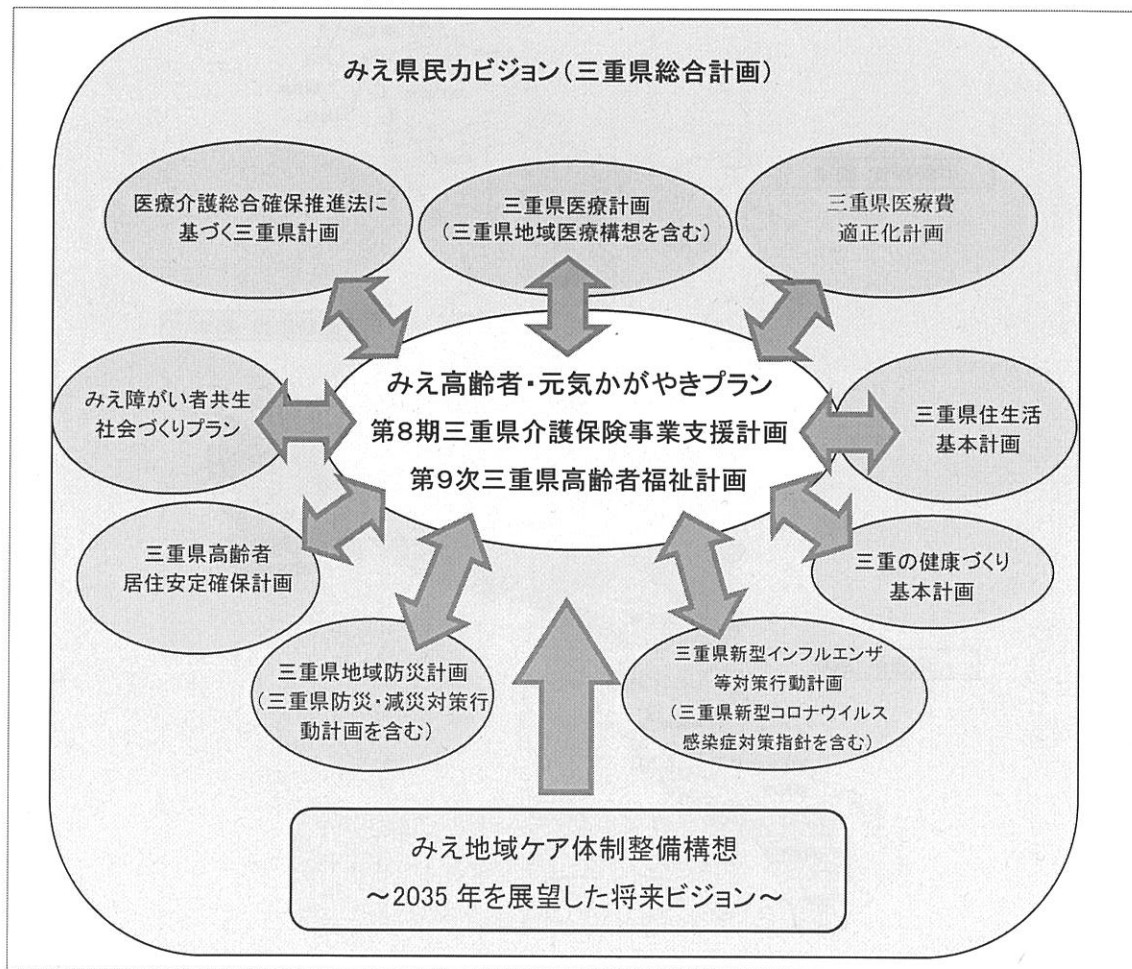 みえ県民力ビジョン（三重県総合計画）
医療介護総合確保推進法に
基づく三重県計画
三重県医療計画
（三重県地域医療構想を含む）
三重県医療費
適正化計画
みえ障がい者共生
社会づくりプラン
みえ高齢者・元気かがやきプラン
第８期三重県介護保険事業支援計画
第９次三重県高齢者福祉計画
三重県住生活
基本計画
三重県高齢者
居住安定確保計画
三重の健康づくり
基本計画
三重県地域防災計画
（三重県防災・減災対策行
動計画を含む）
三重県新型インフルエンザ
等対策行動計画
（三重県新型コロナウイルス
感染症対策指針を含む）
みえ地域ケア体制整備構想
～2035 年を展望した将来ビジョン～